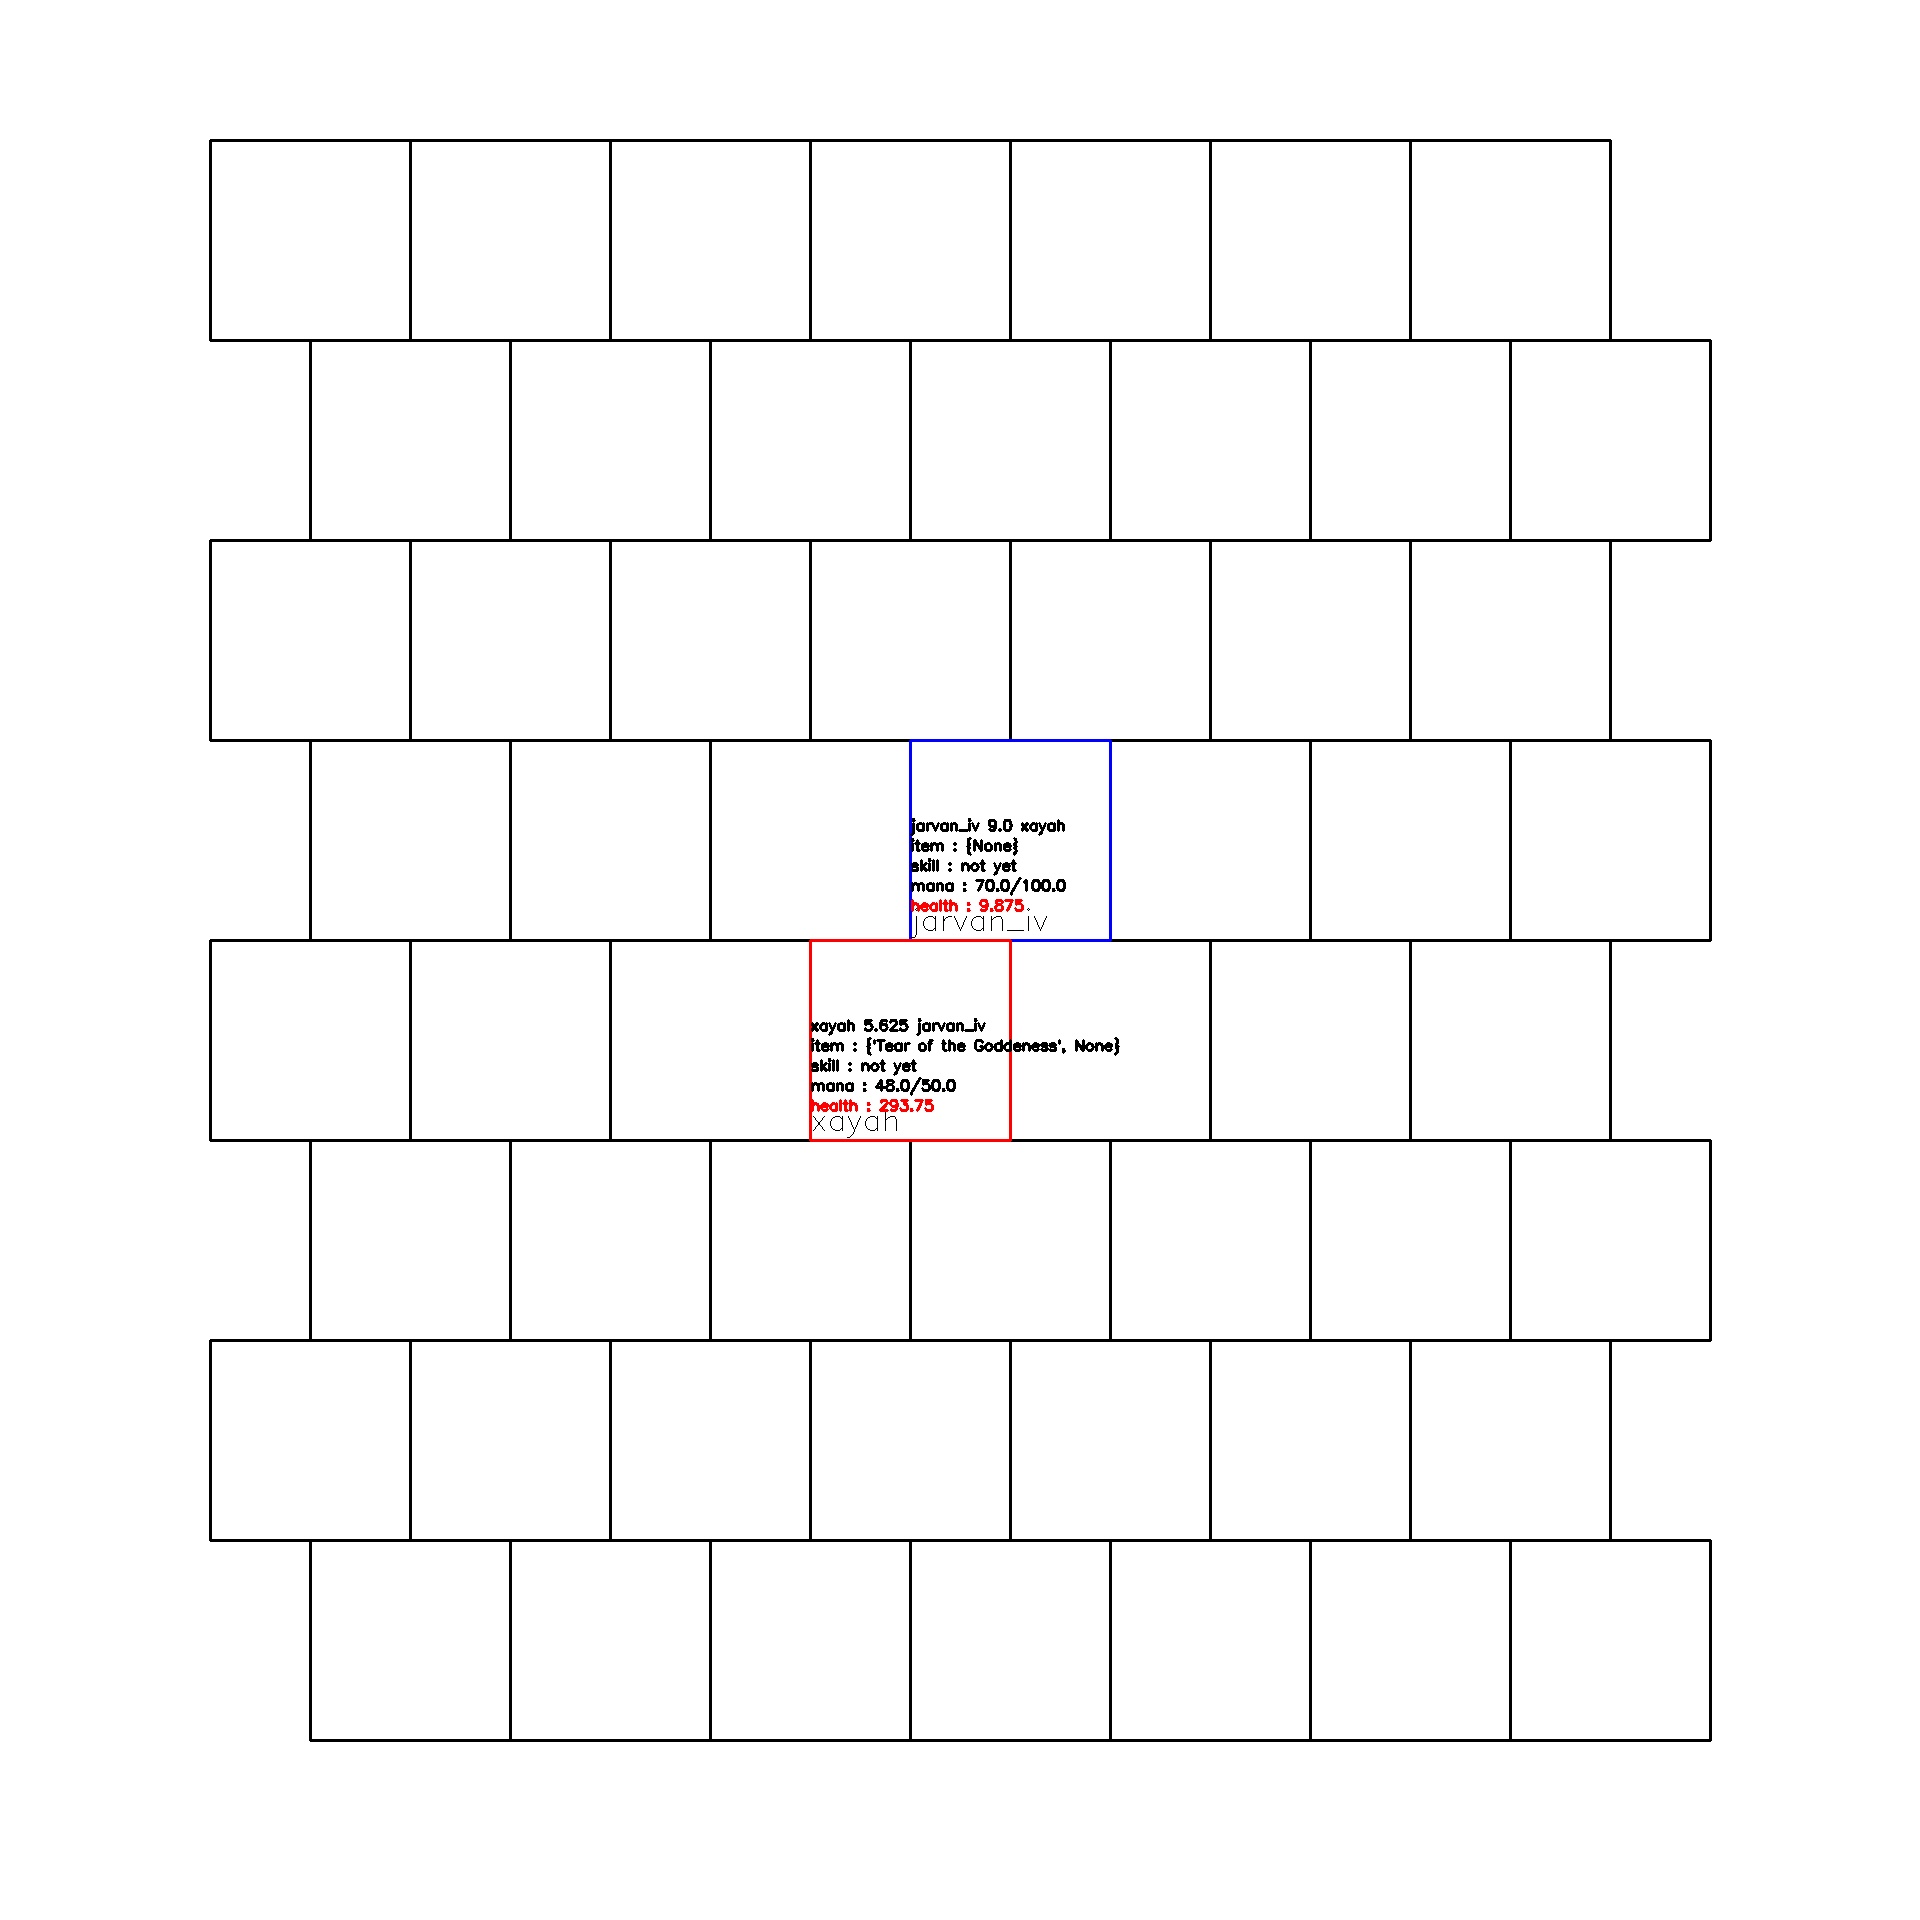 jarvan_iv 9.0 xayah
item : {None}
skill : not yet
mana : 70.0/100.0
health : 9.875
jarvan_iv
xayah 5.625 jarvan_iv
item : {'Tear of the Goddeness', None}
skill : not yet
mana : 48.0/50.0
health : 293.75
xayah